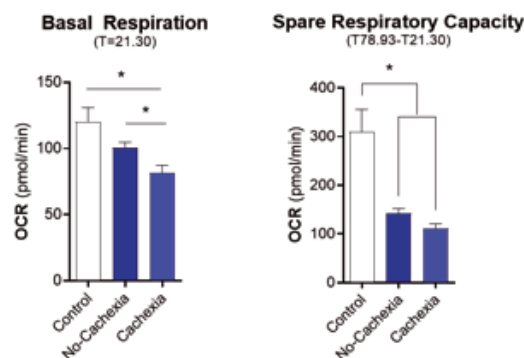 Basal Respiration
(T=21.30)
*
*
150
100
50
0
OCR (pmol/min)
Control
No-Cachexia
Cachexia
Spare Respiratory Capacity
(T78.93-T21.30)
*
400
300
200
100
0
OCR (pmol/min)
Control
No-Cachexia
Cachexia